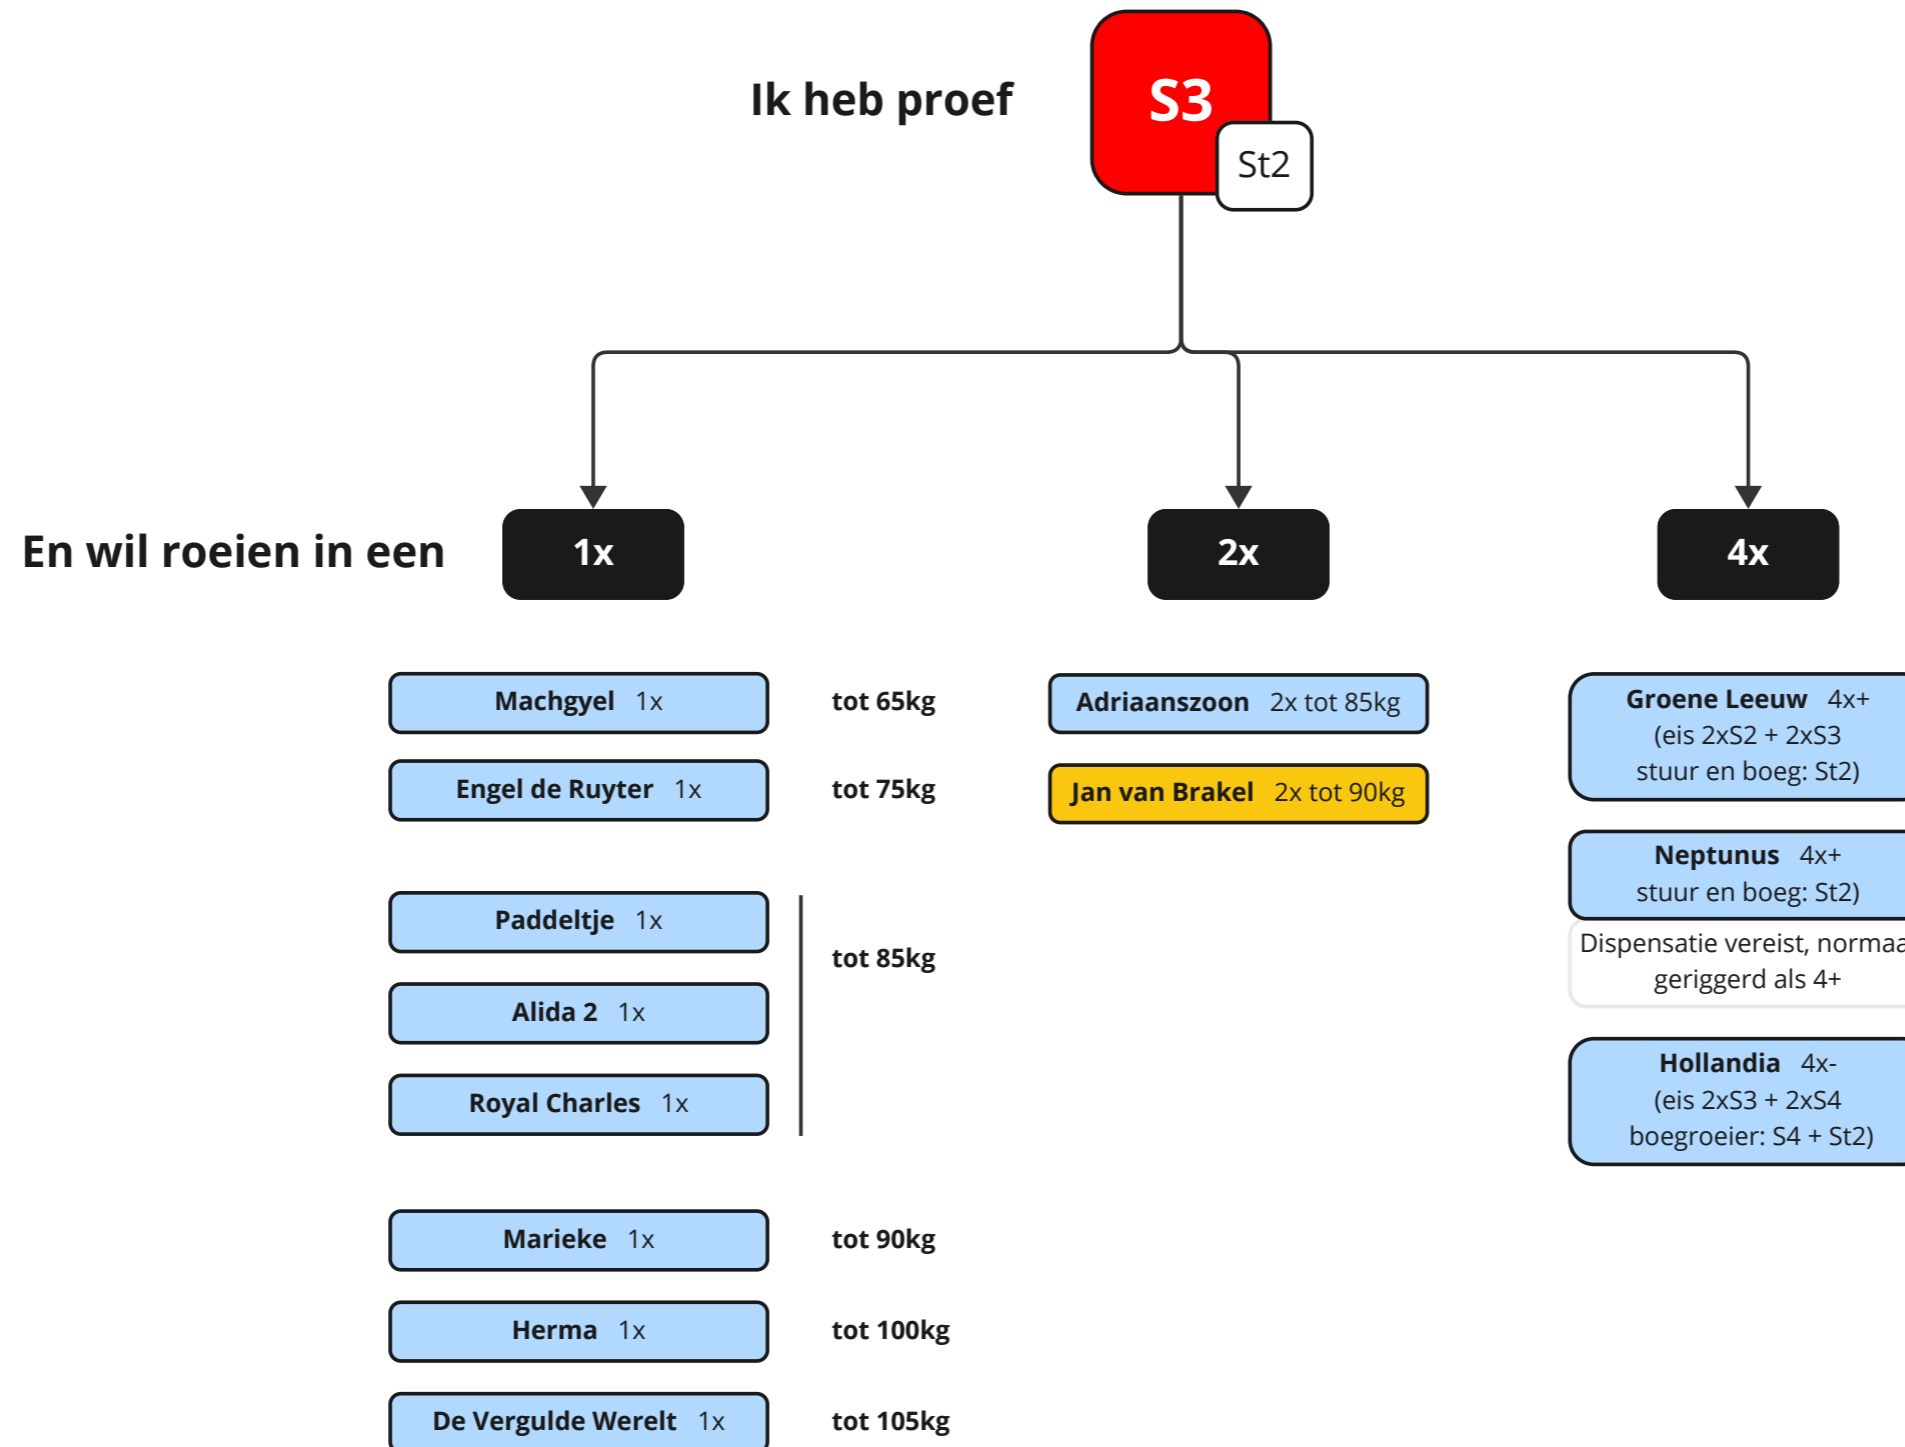 Ik heb proef
S3
St2
En wil roeien in een
1x
2x
4x
Machgyel 1x
tot 65kg
Engel de Ruyter 1x
tot 75kg
Paddeltje 1x
Alida 2 1x
Royal Charles 1x
tot 85kg
Marieke 1x
tot 90kg
Herma 1x
tot 100kg
De Vergulde Werelt 1x
tot 105kg
Adriaanszoon 2x tot 85kg
Jan van Brakel 2x tot 90kg
Groene Leeuw 4x+
(eis 2xS2 + 2xS3
stuur en boeg: St2)
Neptunus 4x+
stuur en boeg: St2)
Dispensatie vereist, normaa
geriggerd als 4+
Hollandia 4x-
(eis 2xS3 + 2xS4
boegroeier: S4 + St2)